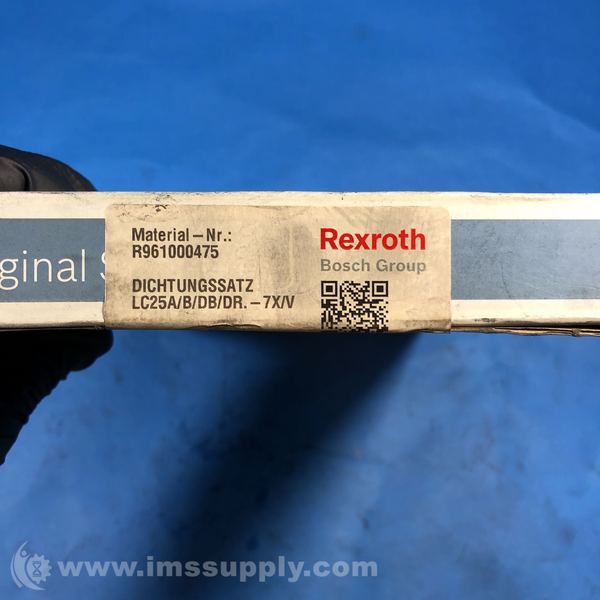 ginal S
Material – Nr.:
R961000475
DICHTUNGSSATZ
LC25A/B/DB/DR. – 7X/V
Rexroth
Bosch Group
www.imssupply.com